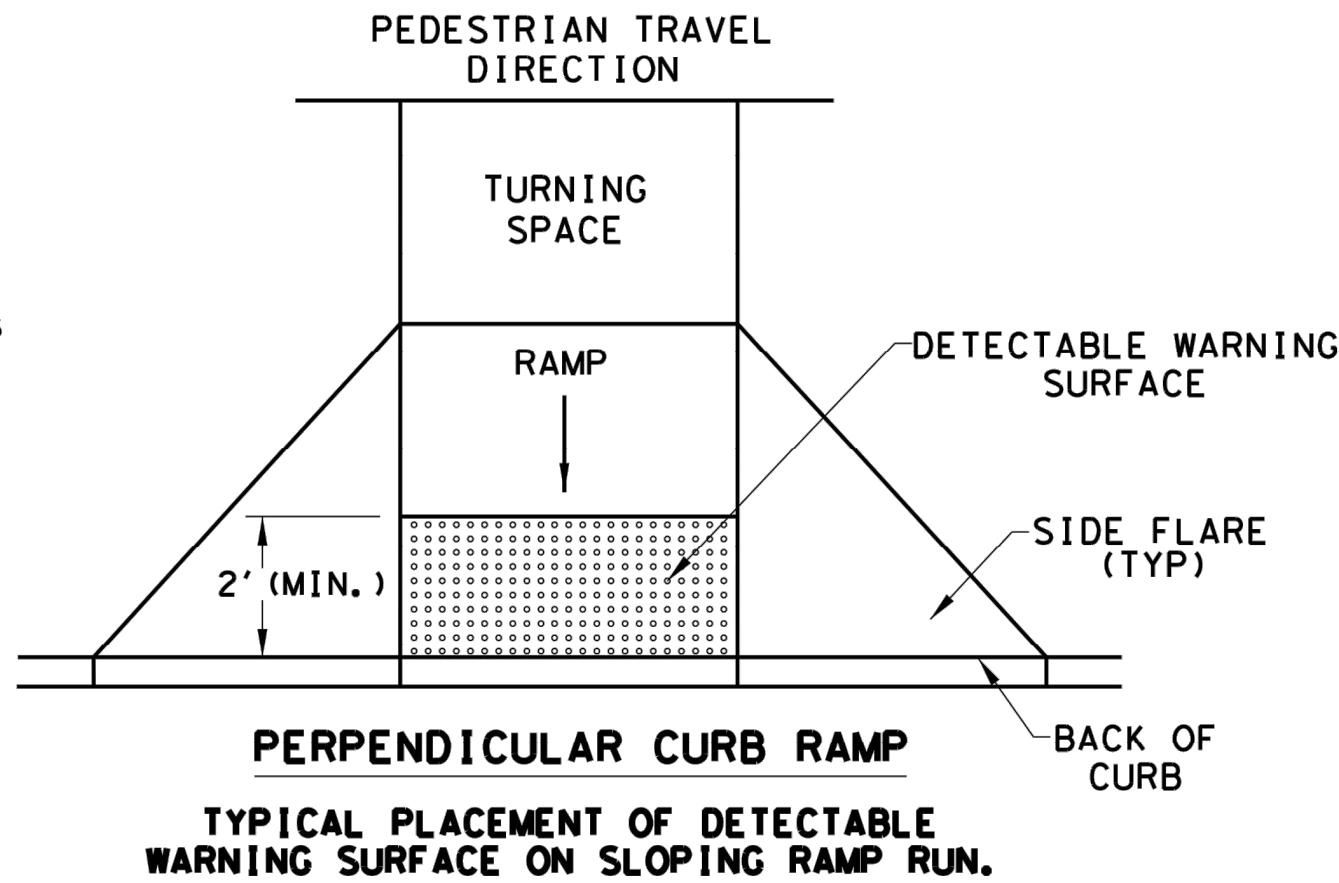 PEDESTRIAN TRAVEL
DIRECTION
TURNING
SPACE
RAMP
DETECTABLE WARNING
SURFACE
SIDE FLARE
(TYP)
2' (MIN.)
BACK OF
CURB
PERPENDICULAR CURB RAMP
TYPICAL PLACEMENT OF DETECTABLE
WARNING SURFACE ON SLOPING RAMP RUN.